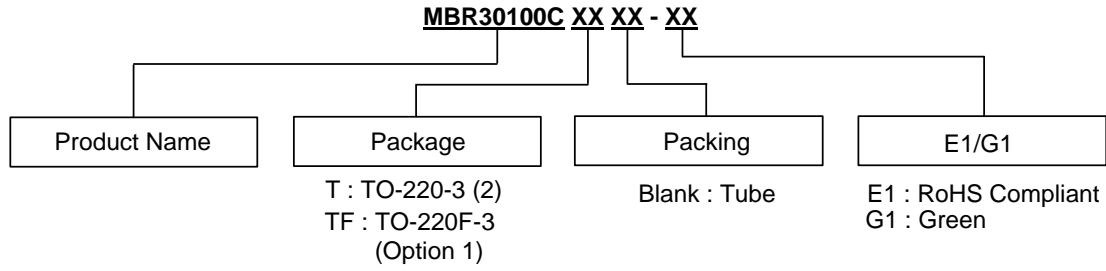 MBR30100C XX XX - XX
Product Name
Package
Packing
E1/G1
T : TO-220-3 (2)
TF : TO-220F-3
(Option 1)
Blank : Tube
E1 : RoHS Compliant
G1 : Green